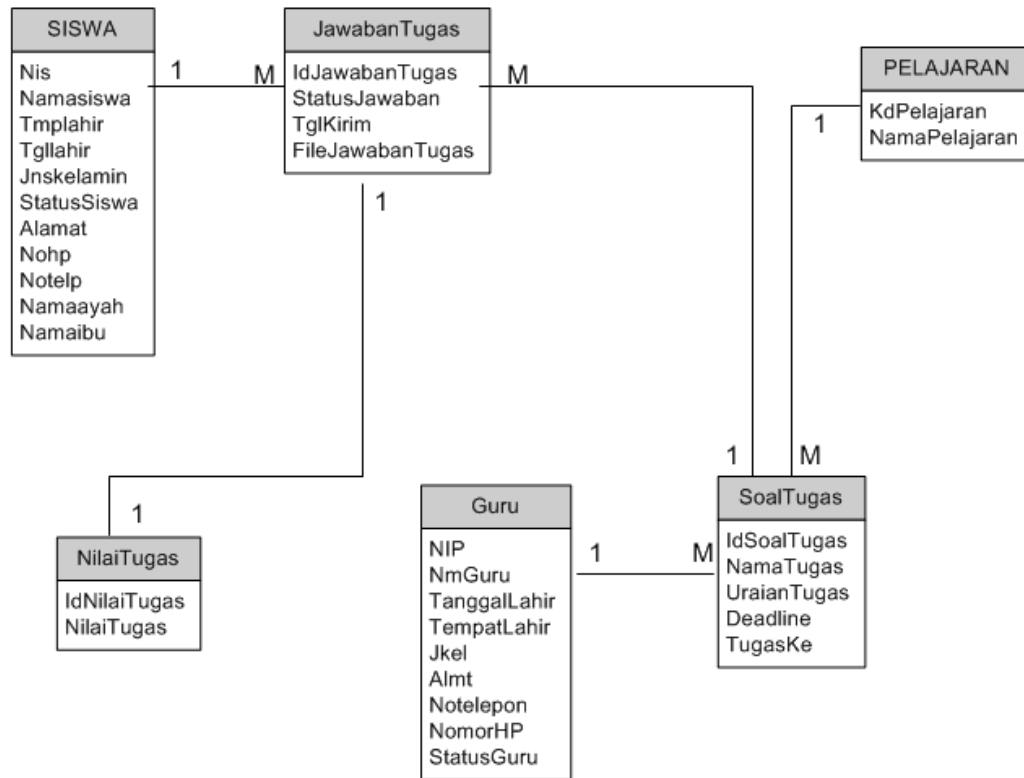 SISWA
Nis
Namasiswa
Tmplahir
Tgllahir
Jnskelamin
StatusSiswa
Alamat
Nohp
Notelp
Namaayah
Namaibu
1
M
JawabanTugas
IdJawabanTugas
StatusJawaban
TglKirim
FileJawabanTugas
M
1
PELAJARAN
KdPelajaran
NamaPelajaran
1
1
NilaiTugas
IdNilaiTugas
NilaiTugas
Guru
NIP
NmGuru
TanggalLahir
TempatLahir
Jkel
Almt
Notelepon
NomorHP
StatusGuru
1
M
1
M
SoalTugas
IdSoalTugas
NamaTugas
UraianTugas
Deadline
TugasKe